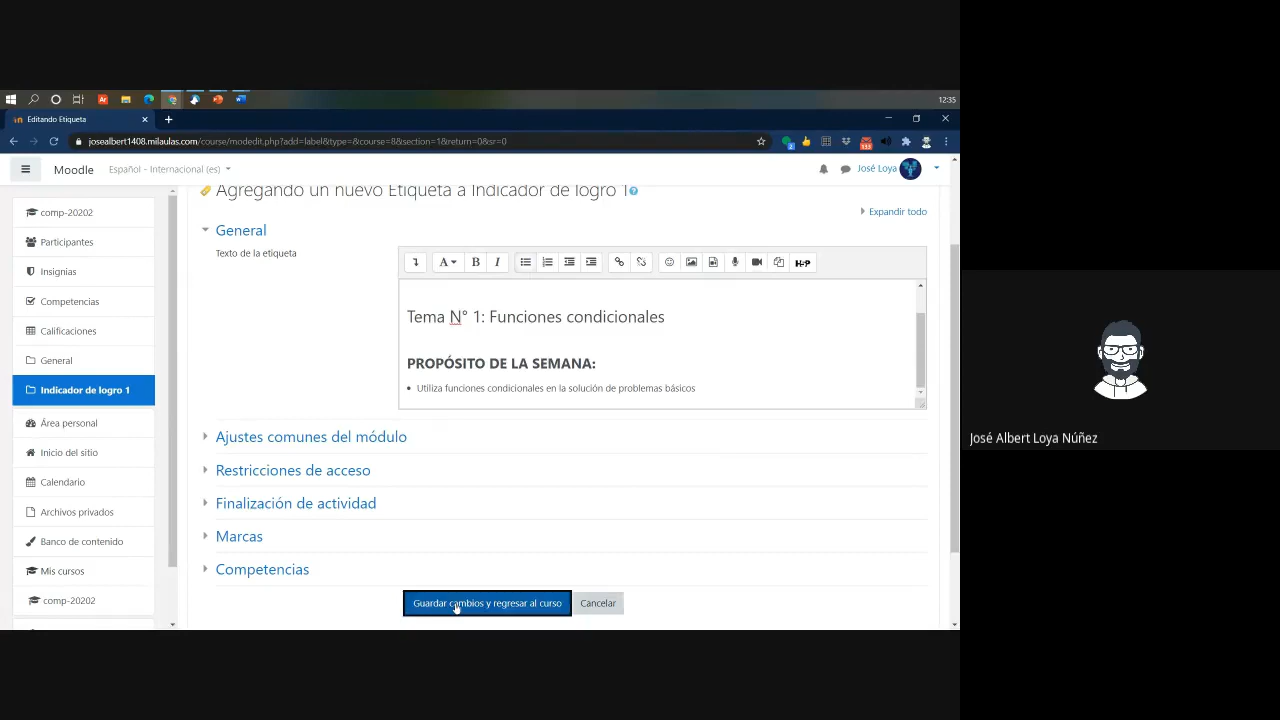 12:35
Editando Etiqueta
josealbert1408.milaulas.com/course/modedit.php?add=label&type=&course=8&section=1&return=0&sr=0
Moodle
Español - Internacional (es)
José Loya
comp-20202
Participantes
Insignias
Competencias
Calificaciones
General
Indicador de logro 1
Área personal
Inicio del sitio
Calendario
Archivos privados
Banco de contenido
Mis cursos
comp-20202
Agregando un nuevo Etiqueta a Indicador de logro 1
Expandir todo
General
Texto de la etiqueta
A B I H-P
Tema N° 1: Funciones condicionales
PROPÓSITO DE LA SEMANA:
Utiliza funciones condicionales en la solución de problemas básicos
Ajustes comunes del módulo
Restricciones de acceso
Finalización de actividad
Marcas
Competencias
Guardar cambios y regresar al curso
Cancelar
José Albert Loya Núñez